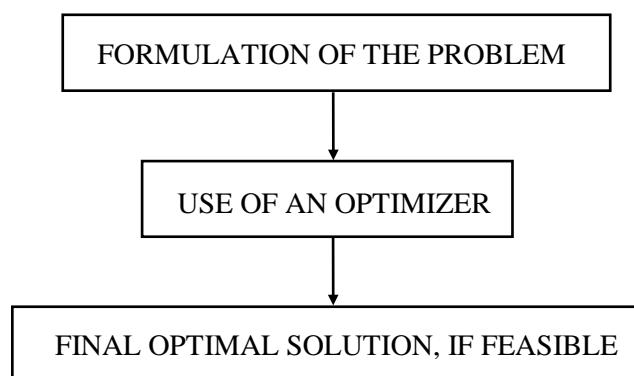 FORMULATION OF THE PROBLEM
USE OF AN OPTIMIZER
FINAL OPTIMAL SOLUTION, IF FEASIBLE